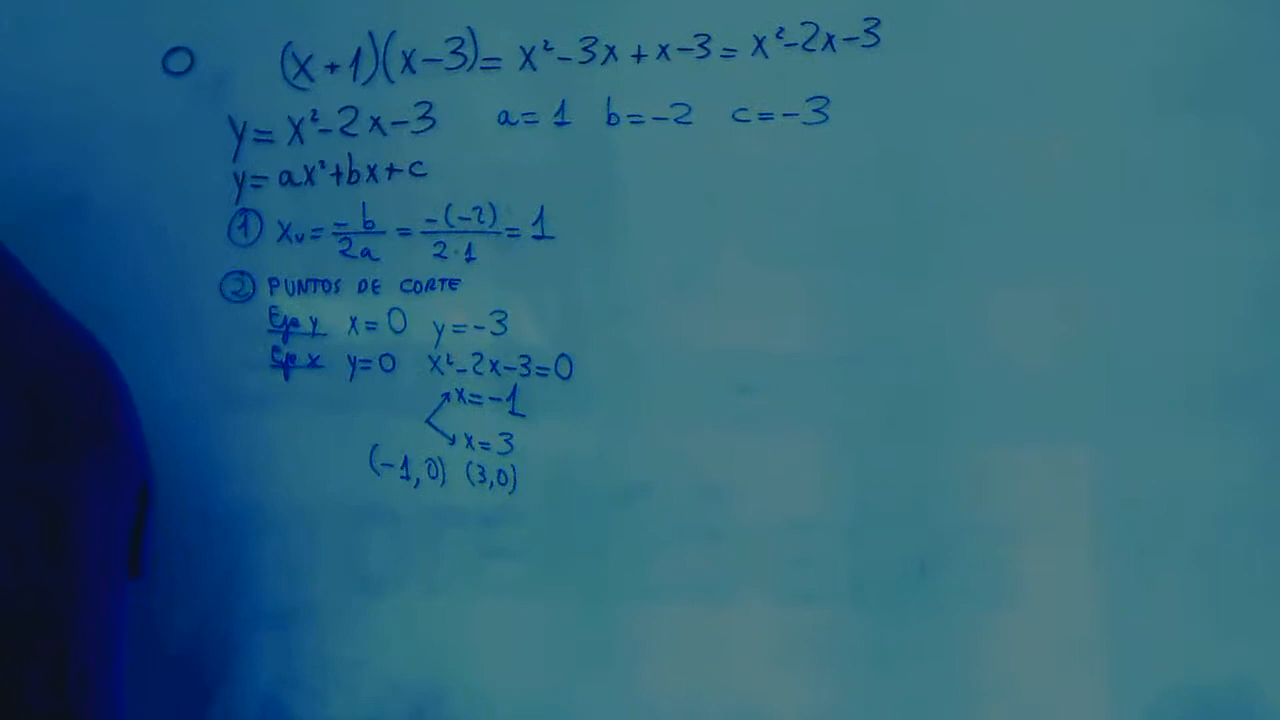 0 (x+1)(x-3)= x²-3x+x-3= x²-2x-3
y= x²-2x-3 a=1 b=-2 c=-3
y= ax²+bx+c
① xᵥ= -b/2a = -(-2)/2·1 = 1
② PUNTOS DE CORTE
Eje y x=0 y=-3
Eje x y=0 x²-2x-3=0
x=-1
x=3
(-1,0) (3,0)